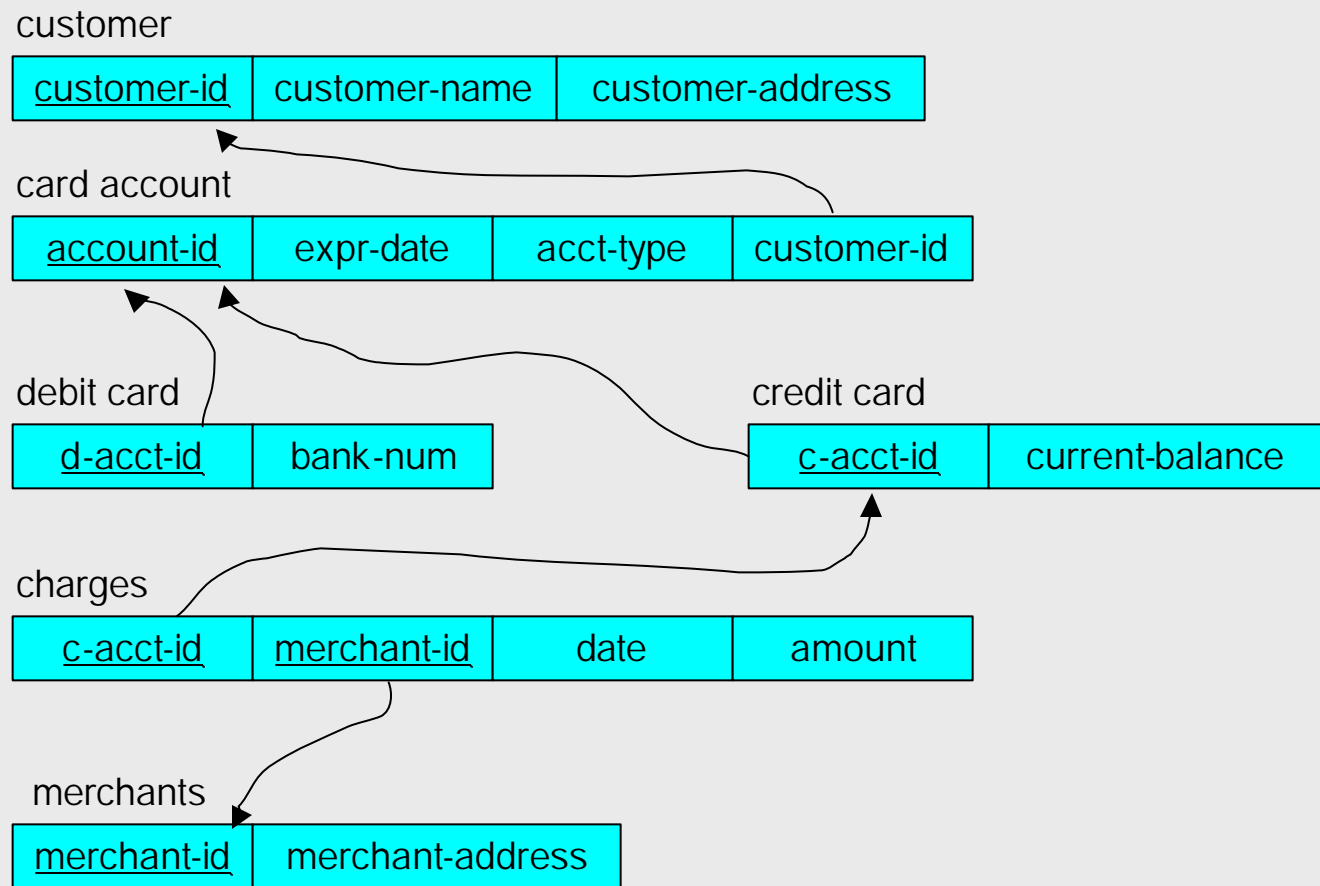 customer
customer-id customer-name customer-address
card account
account-id expr-date acct-type customer-id
debit card credit card
d-acct-id bank-num c-acct-id current-balance
charges
c-acct-id merchant-id date amount
merchants
merchant-id merchant-address